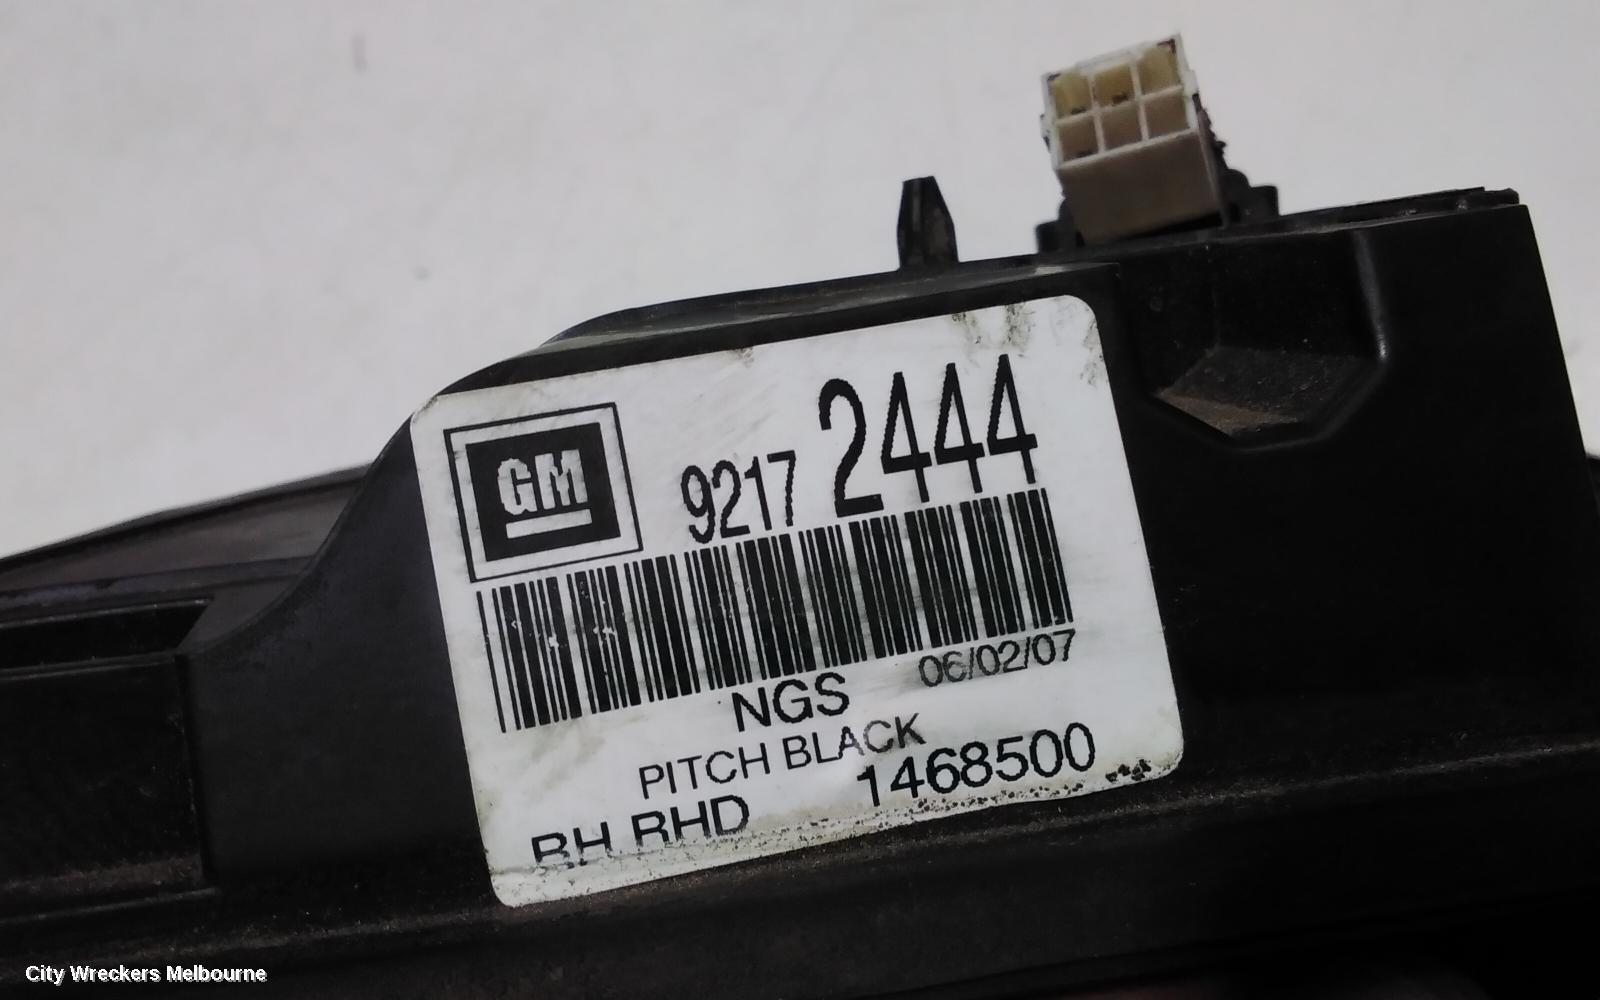 GM
9217 2444
06/02/07
NGS
PITCH BLACK
1468500
RH RHD
City Wreckers Melbourne